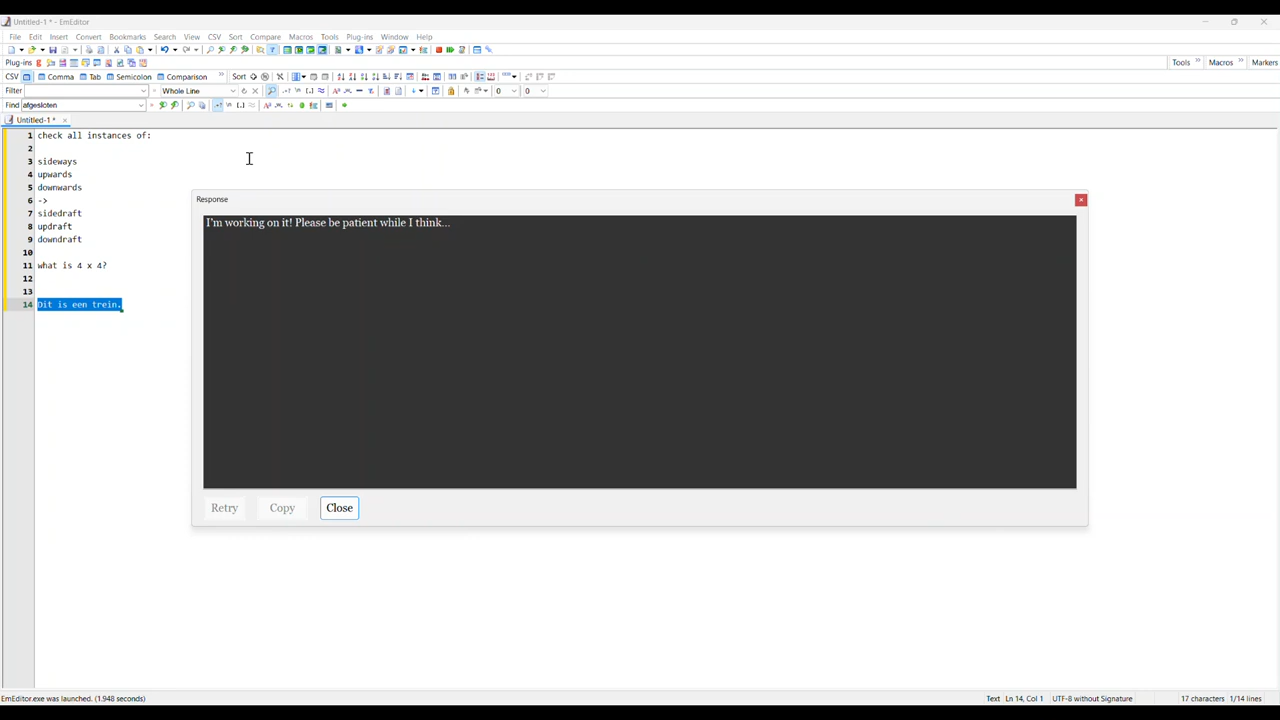 Untitled-1 * - EmEditor
File Edit Insert Convert Bookmarks Search View CSV Sort Compare Macros Tools Plug-ins Window Help
Plug-ins
Tools Macros Markers
CSV Comma Tab Semicolon Comparison Sort
Filter Whole Line 0 0
Find afgesloten
Untitled-1 *
1 check all instances of:
2
3 sideways
4 upwards
5 downwards
6 ->
7 sidedraft
8 updraft
9 downdraft
10
11 what is 4 x 4?
12
13
14 Dit is een trein.
Response
I'm working on it! Please be patient while I think...
Retry Copy Close
EmEditor.exe was launched. (1.948 seconds)
Text Ln 14, Col 1 UTF-8 without Signature 17 characters 1/14 lines